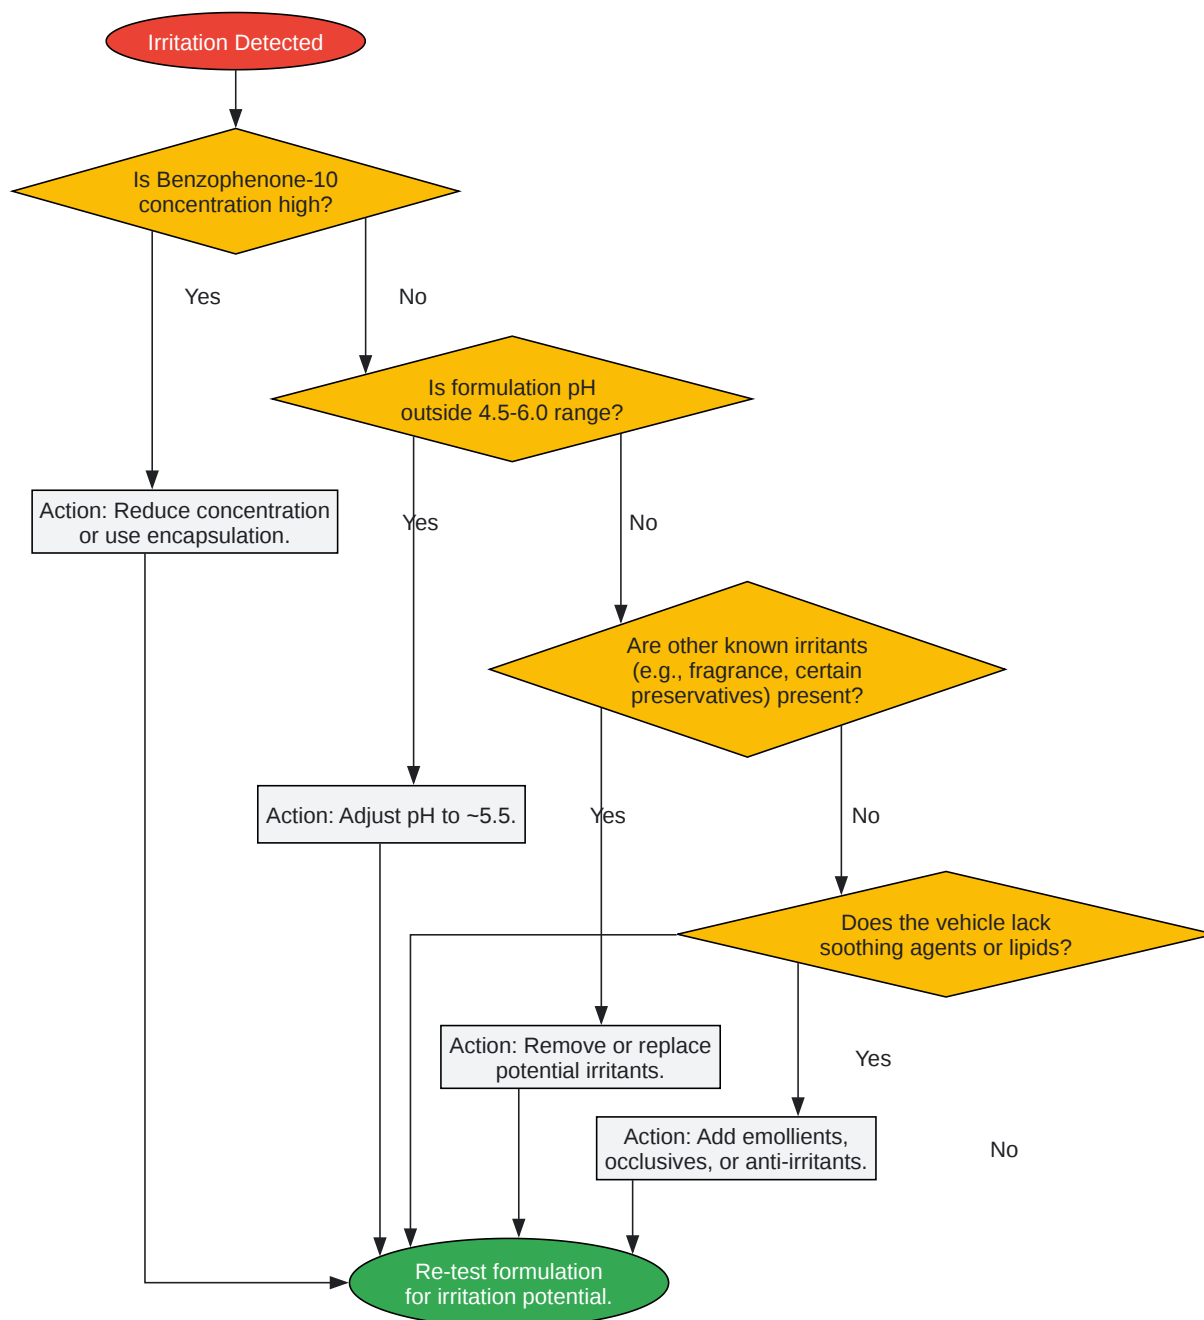 Irritation Detected
Is Benzophenone-10
concentration high?
Yes
No
Is formulation pH
outside 4.5-6.0 range?
Action: Reduce concentration
or use encapsulation.
Yes
No
Are other known irritants
(e.g., fragrance, certain
preservatives) present?
Action: Adjust pH to ~5.5.
Yes
No
Does the vehicle lack
soothing agents or lipids?
Action: Remove or replace
potential irritants.
Yes
Action: Add emollients,
occlusives, or anti-irritants.
No
Re-test formulation
for irritation potential.